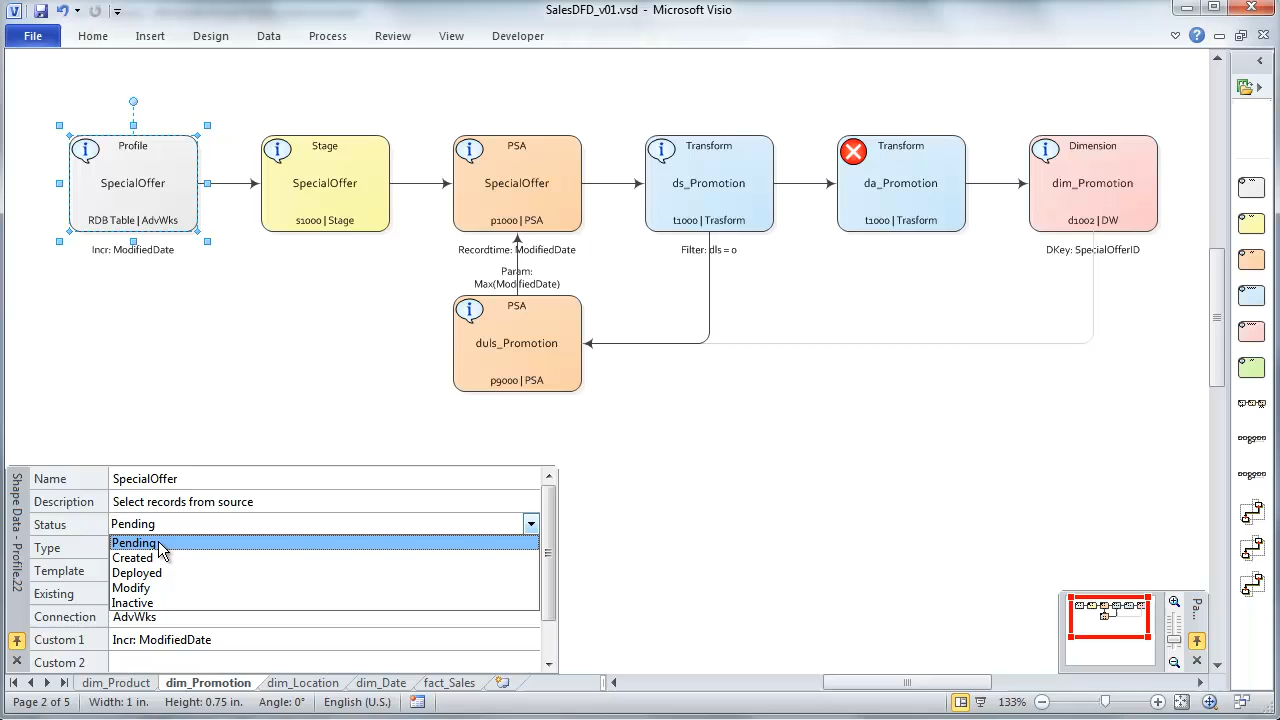 SalesDFD_v01.vsd - Microsoft Visio
File Home Insert Design Data Process Review View Developer
Profile
SpecialOffer
RDB Table | AdvWks
Incr: ModifiedDate
Stage
SpecialOffer
s1000 | Stage
PSA
SpecialOffer
p1000 | PSA
Recordtime: ModifiedDate
Param:
Max(ModifiedDate)
Transform
ds_Promotion
t1000 | Trasform
Filter: dls = 0
Transform
da_Promotion
t1000 | Trasform
Dimension
dim_Promotion
d1002 | DW
DKey: SpecialOfferID
PSA
duls_Promotion
p9000 | PSA
Shape Data - Profile.22
Name SpecialOffer
Description Select records from source
Status Pending
Type
Template
Existing
Pending
Created
Deployed
Modify
Inactive
Connection AdvWks
Custom 1 Incr: ModifiedDate
Custom 2
Pa...
dim_Product dim_Promotion dim_Location dim_Date fact_Sales
Page 2 of 5 Width: 1 in. Height: 0.75 in. Angle: 0° English (U.S.) 133%